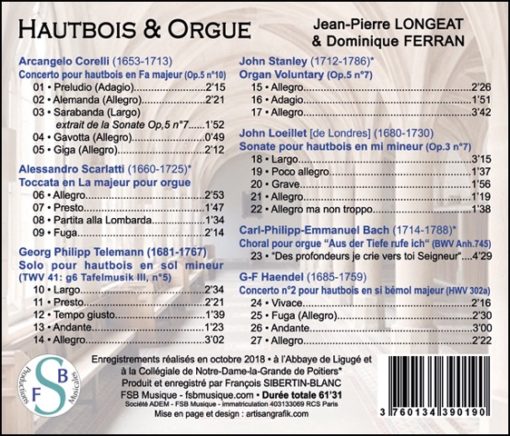 HAUTBOIS & ORGUE
Jean-Pierre LONGEAT
& Dominique FERRAN
Arcangelo Corelli (1653-1713)
Concerto pour hautbois en Fa majeur (Op.5 n°10)
01 • Preludio (Adagio)...2'15
02 • Alemanda (Allegro)...2'21
03 • Sarabanda (Largo)
extrait de la Sonate Op,5 n°7...1'52
04 • Gavotta (Allegro)...0'49
05 • Giga (Allegro)...2'12
Alessandro Scarlatti (1660-1725)*
Toccata en La majeur pour orgue
06 • Allegro...2'53
07 • Presto...1'47
08 • Partita alla Lombarda...1'34
09 • Fuga...2'14
Georg Philipp Telemann (1681-1767)
Solo pour hautbois en sol mineur
(TWV 41: g6 Tafelmusik III, n°5)
10 • Largo...2'34
11 • Presto...2'21
12 • Tempo giusto...1'39
13 • Andante...1'23
14 • Allegro...3'02
John Stanley (1712-1786)*
Organ Voluntary (Op.5 n°7)
15 • Allegro...2'26
16 • Adagio...1'51
17 • Allegro...3'42
John Loeillet [de Londres] (1680-1730)
Sonate pour hautbois en mi mineur (Op.3 n°7)
18 • Largo...3'15
19 • Poco allegro...1'37
20 • Grave...1'56
21 • Allegro...1'19
22 • Allegro ma non troppo...1'38
Carl-Philipp-Emmanuel Bach (1714-1788)*
Choral pour orgue "Aus der Tiefe rufe ich" (BWV Anh.745)
23 • "Des profondeurs je crie vers toi Seigneur"...4'29
G-F Haendel (1685-1759)
Concerto n°2 pour hautbois en si bémol majeur (HWV 302a)
24 • Vivace...2'16
25 • Fuga (Allegro)...2'30
26 • Andante...3'00
27 • Allegro...2'22
Productions
FSB
Musicales
Enregistrements réalisés en octobre 2018 • à l'Abbaye de Ligugé et
à la Collégiale de Notre-Dame-la-Grande de Poitiers*
Produit et enregistré par François SIBERTIN-BLANC
FSB Musique - fsbmusique.com • Durée totale 61'31
Société ADEM - FSB Musique - immatriculation 403133069 RCS Paris
Mise en page et design : artisangrafik.com
3 760134 390190